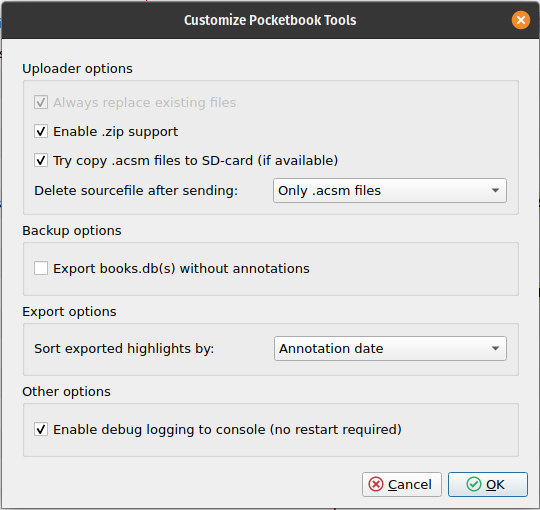 Customize Pocketbook Tools
Uploader options
Always replace existing files
Enable .zip support
Try copy .acsm files to SD-card (if available)
Delete sourcefile after sending: Only .acsm files
Backup options
Export books.db(s) without annotations
Export options
Sort exported highlights by: Annotation date
Other options
Enable debug logging to console (no restart required)
Cancel OK